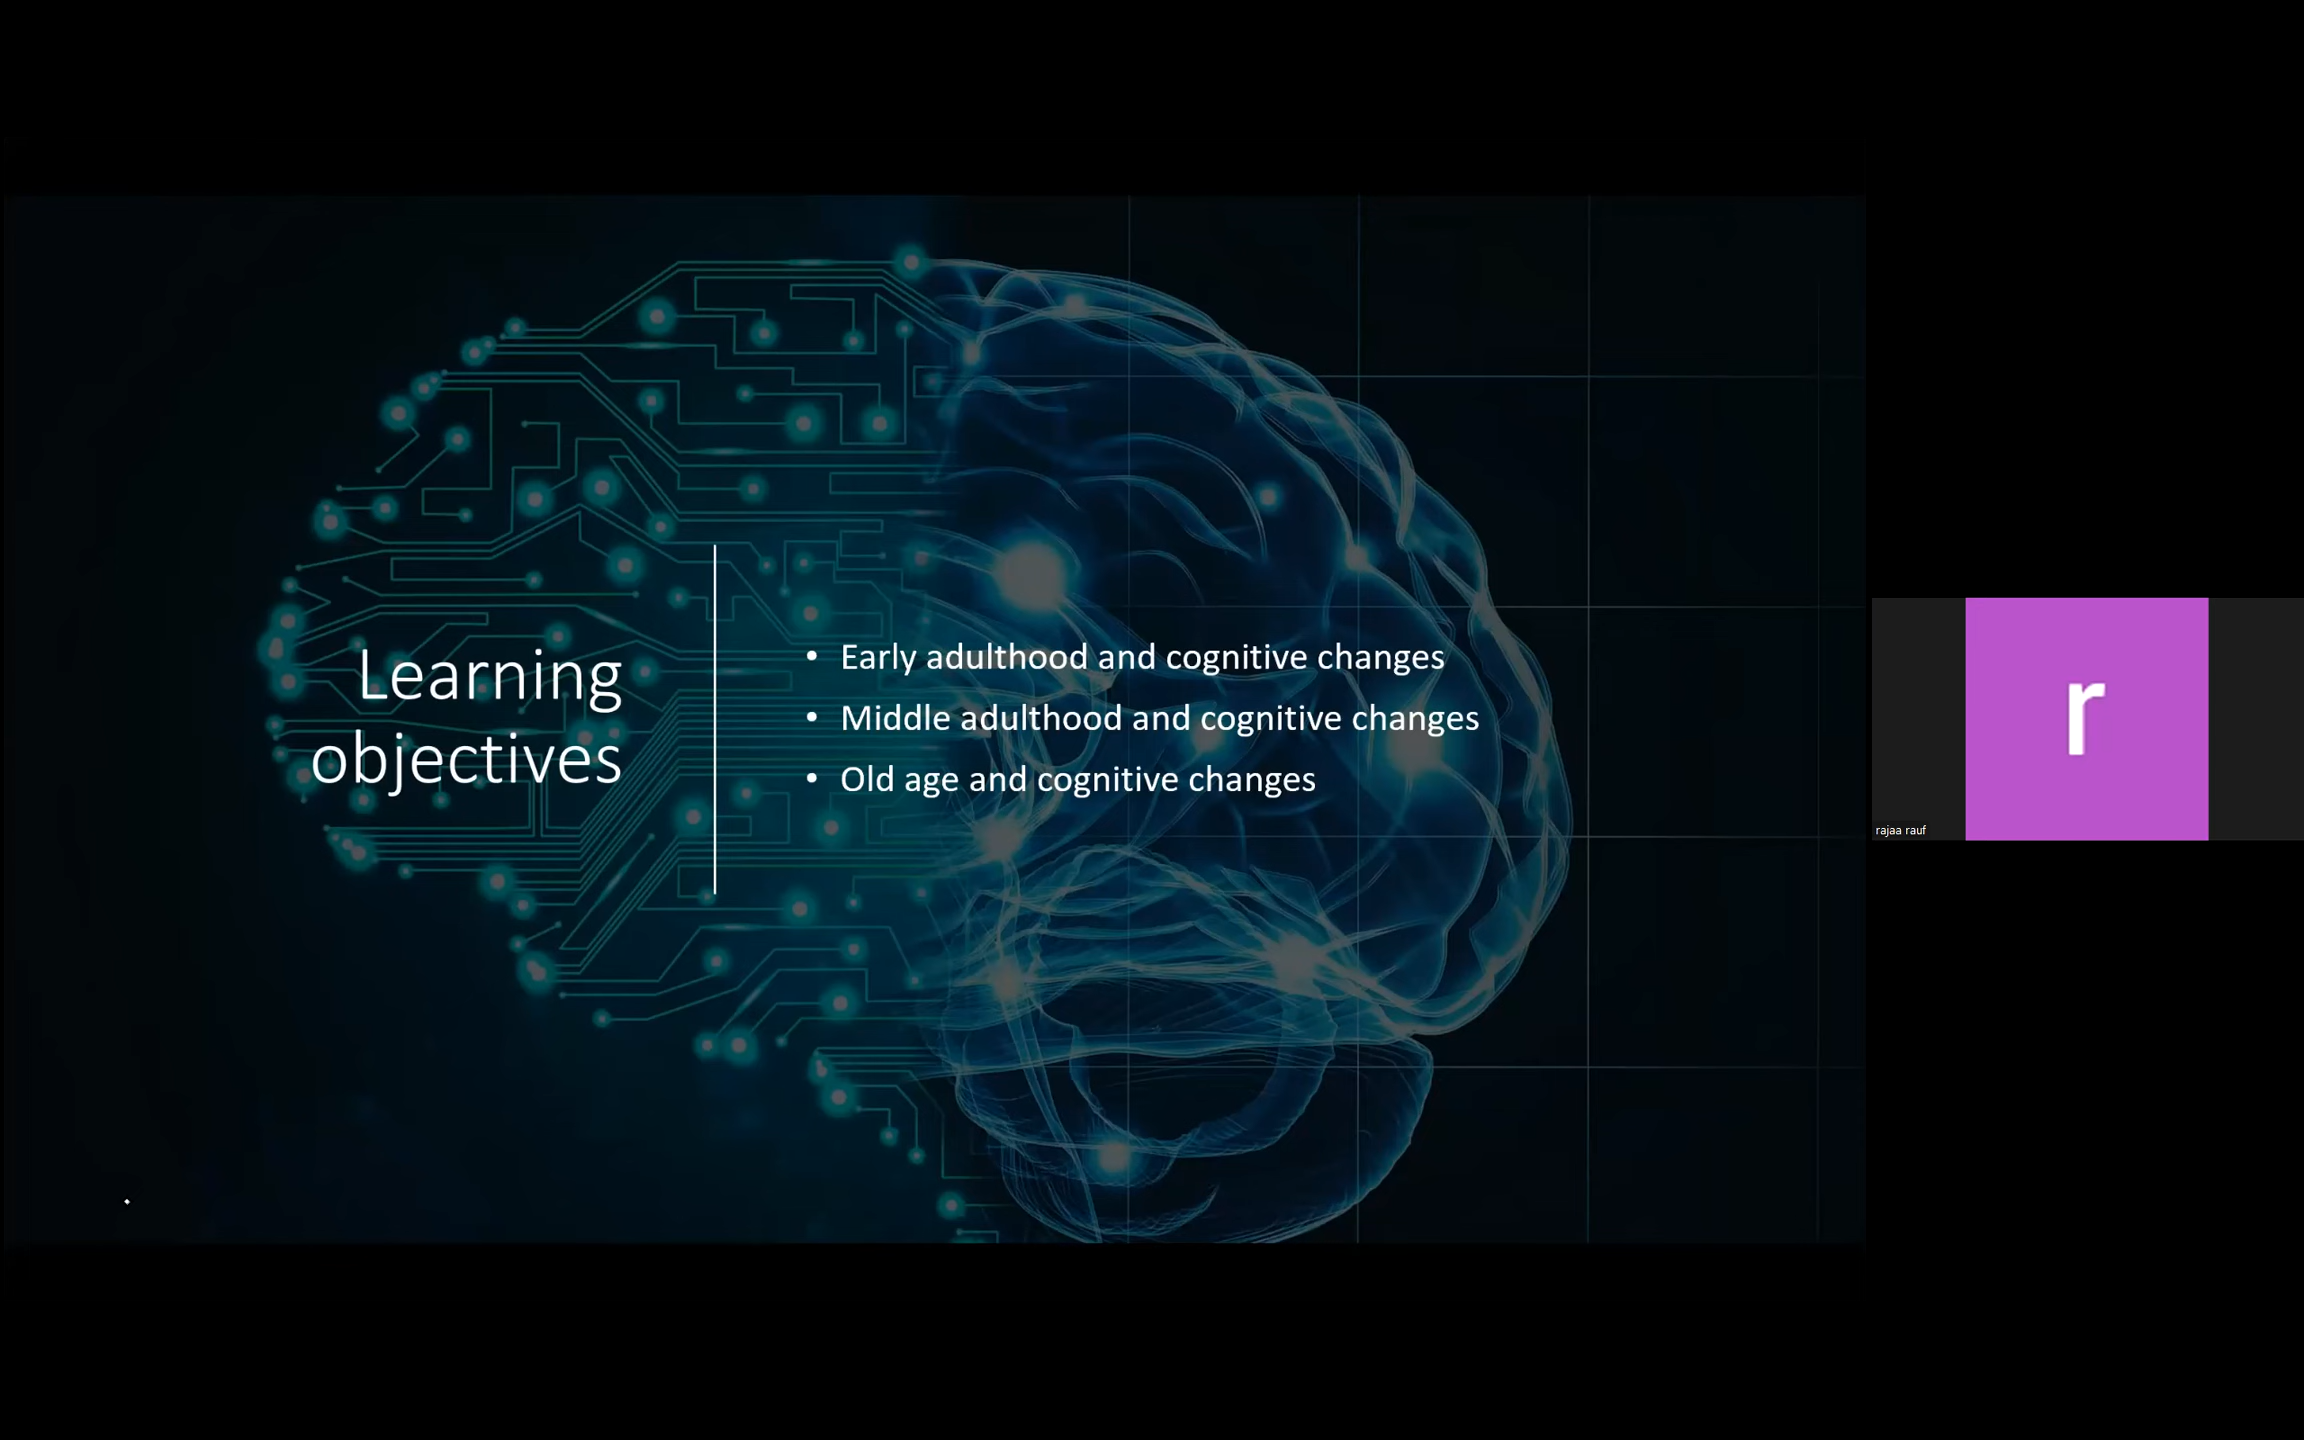 Learning
objectives
• Early adulthood and cognitive changes
• Middle adulthood and cognitive changes
• Old age and cognitive changes
r
rajaa rauf